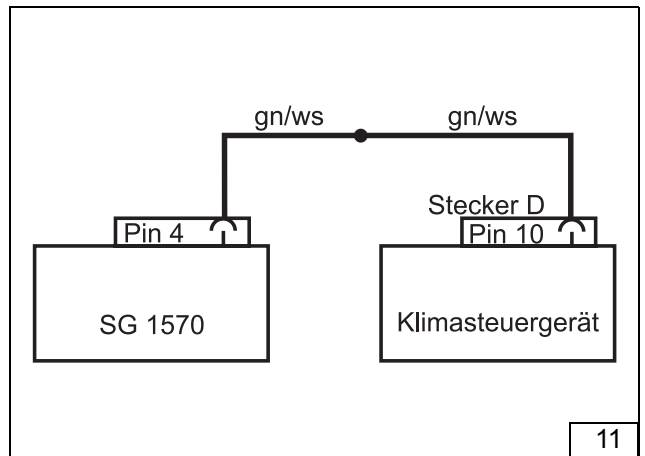 gn/ws gn/ws
Stecker D
Pin 4 Pin 10
SG 1570 Klimasteuergerät
11